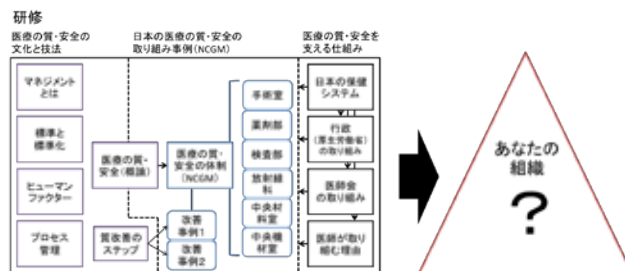 研修
医療の質・安全の
文化と技法
日本の医療の質・安全の
取り組み事例(NCGM)
医療の質・安全を
支える仕組み
マネジメント
とは
標準と
標準化
ヒューマン
ファクター
プロセス
管理
医療の質・
安全(概論)
質改善の
ステップ
医療の質・
安全の体制
(NCGM)
改善
事例1
改善
事例2
手術室
薬剤部
検査部
放射線
科
中央材
料室
中央機
材室
日本の保健
システム
行政
(厚生労働省)
の取り組み
医師会
の取り組み
医師が取り
組む理由
あなたの
組織
?